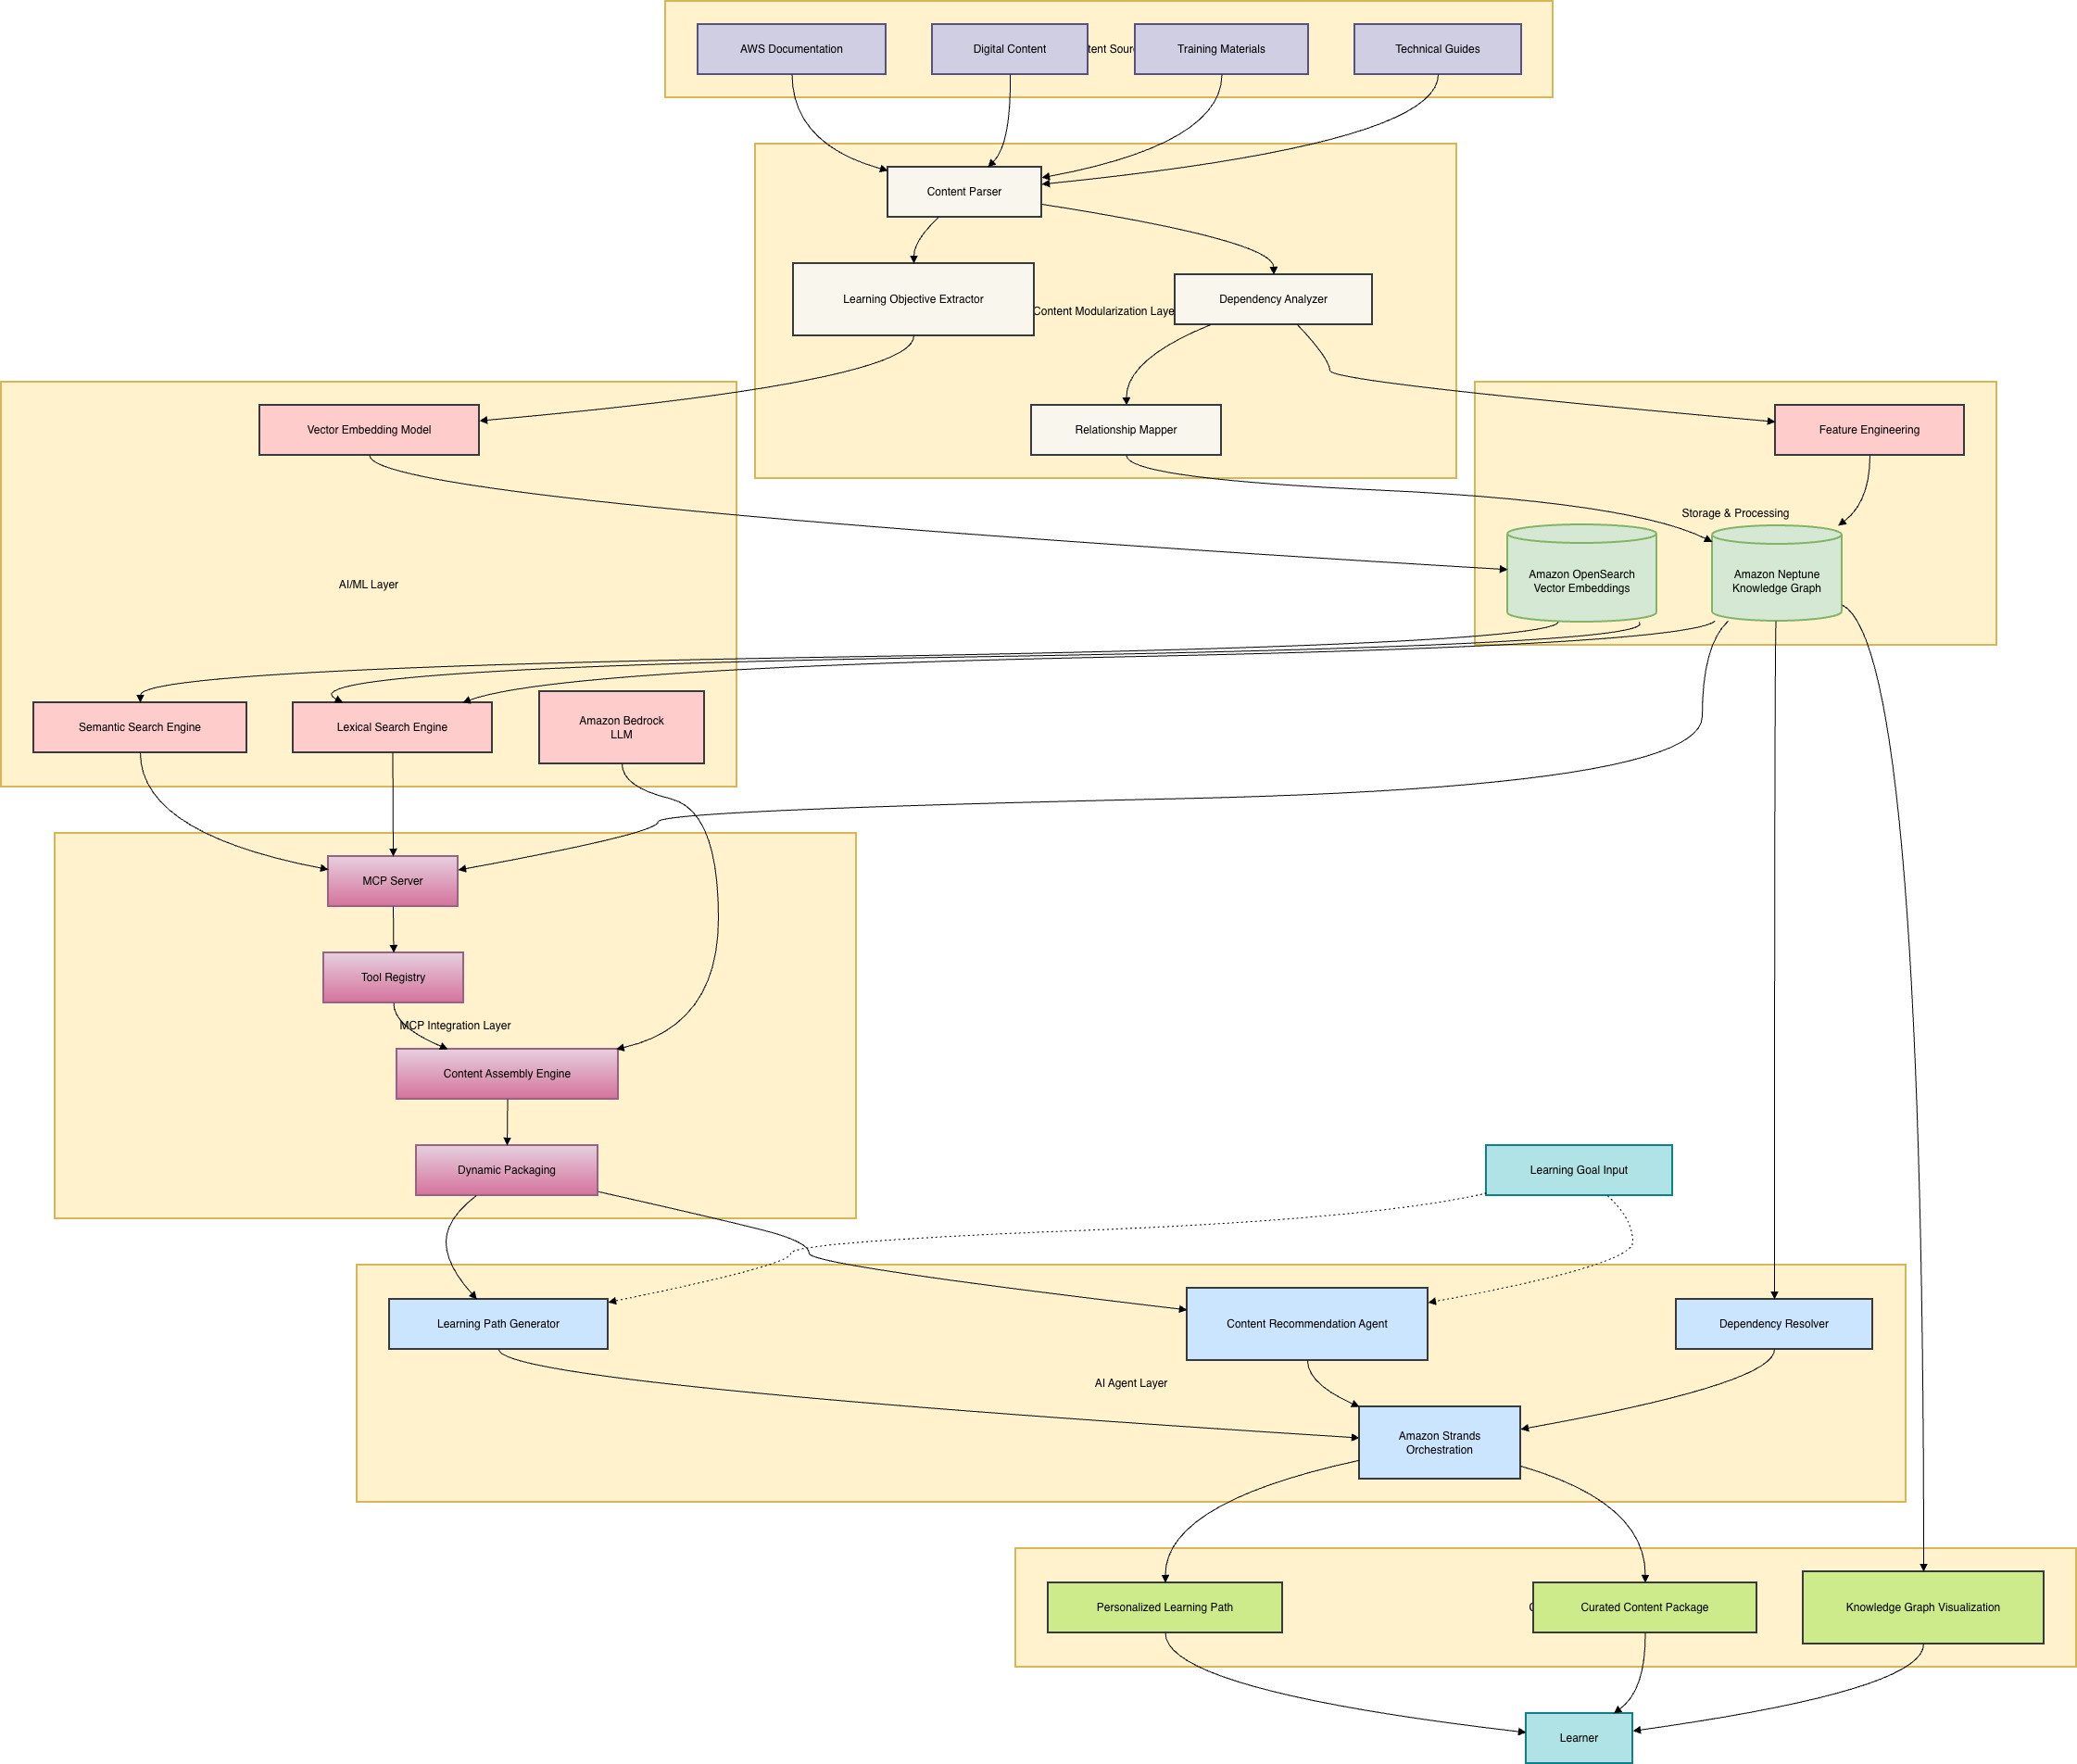 AWS Documentation
Digital Content
Training Materials
Technical Guides
Content Parser
Learning Objective Extractor
Content Modularization Laye
Dependency Analyzer
Relationship Mapper
Vector Embedding Model
Feature Engineering
Storage & Processing
Amazon OpenSearch
Vector Embeddings
Amazon Neptune
Knowledge Graph
AI/ML Layer
Semantic Search Engine
Lexical Search Engine
Amazon Bedrock
LLM
MCP Server
Tool Registry
MCP Integration Layer
Content Assembly Engine
Dynamic Packaging
Learning Goal Input
Learning Path Generator
Content Recommendation Agent
Dependency Resolver
AI Agent Layer
Amazon Strands
Orchestration
Personalized Learning Path
Curated Content Package
Knowledge Graph Visualization
Learner